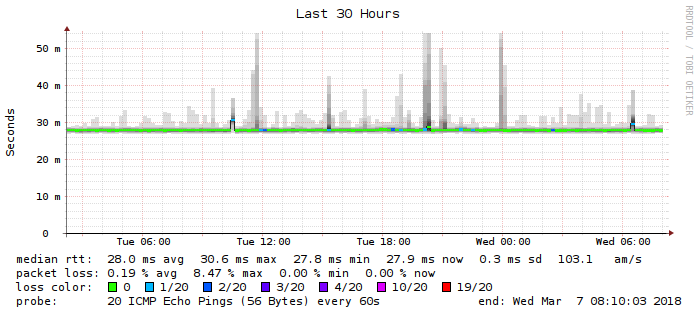 Last 30 Hours
RRDTOOL / TOBI OETIKER
Seconds
50 m
40 m
30 m
20 m
10 m
0
Tue 06:00 Tue 12:00 Tue 18:00 Wed 00:00 Wed 06:00
median rtt: 28.0 ms avg 30.6 ms max 27.8 ms min 27.9 ms now 0.3 ms sd 103.1 am/s
packet loss: 0.19 % avg 8.47 % max 0.00 % min 0.00 % now
loss color: 0 1/20 2/20 3/20 4/20 10/20 19/20
probe: 20 ICMP Echo Pings (56 Bytes) every 60s end: Wed Mar 7 08:10:03 2018